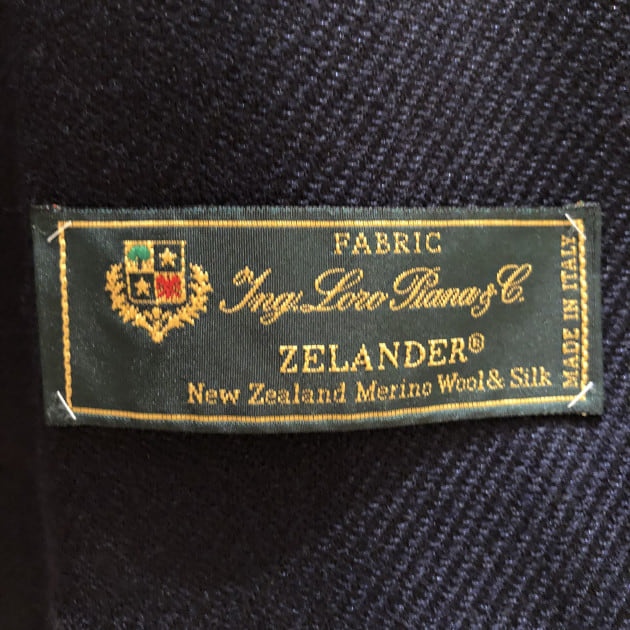 FABRIC
Ing. Loro Piana & C.
ZELANDER®
New Zealand Merino Wool & Silk
MADE IN ITALY